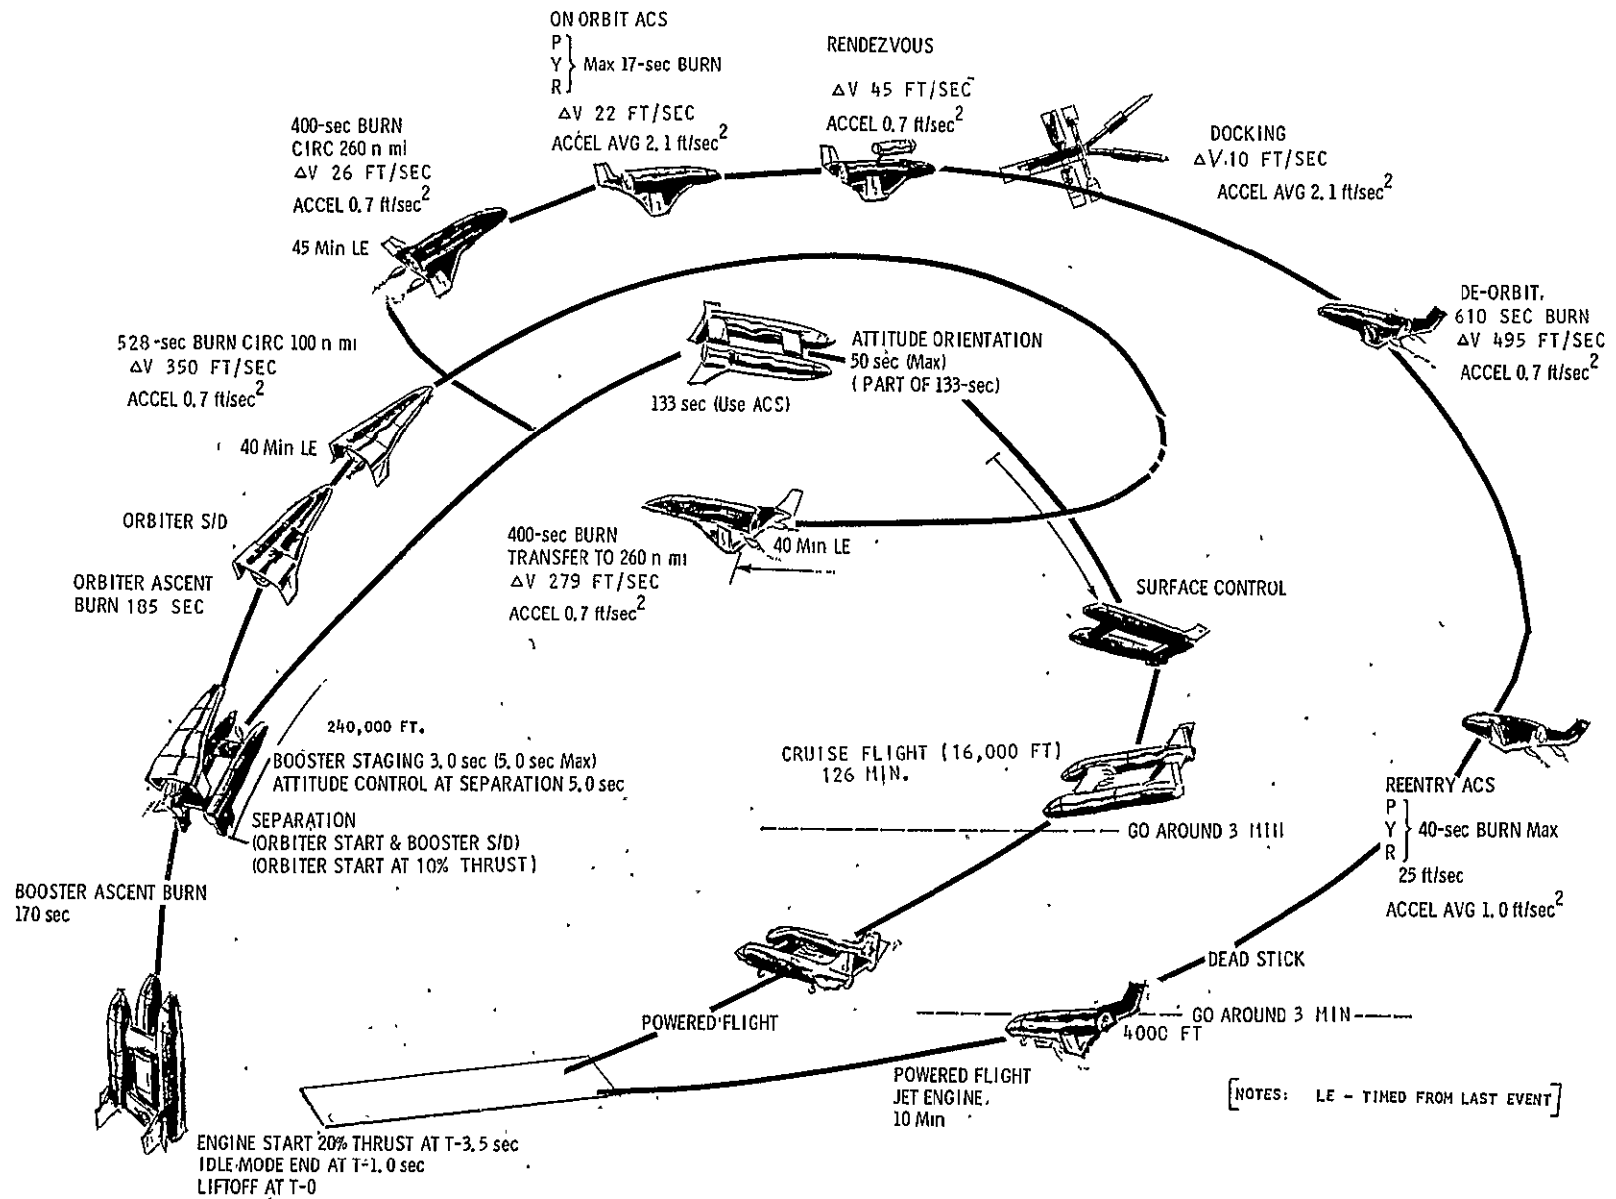 ON ORBIT ACS
P
Y
R
Max 17-sec BURN
ΔV 22 FT/SEC
ACCEL AVG 2.1 ft/sec2
RENDEZVOUS
ΔV 45 FT/SEC
ACCEL 0.7 ft/sec2
DOCKING
ΔV 10 FT/SEC
ACCEL AVG 2.1 ft/sec2
400-sec BURN
CIRC 260 n mi
ΔV 26 FT/SEC
ACCEL 0.7 ft/sec2
45 Min LE
DE-ORBIT.
610 SEC BURN
ΔV 495 FT/SEC
ACCEL 0.7 ft/sec2
528-sec BURN CIRC 100 n mi
ΔV 350 FT/SEC
ACCEL 0.7 ft/sec2
40 Min LE
ATTITUDE ORIENTATION
50 sec (Max)
(PART OF 133-sec)
133 sec (Use ACS)
ORBITER S/D
ORBITER ASCENT
BURN 185 SEC
400-sec BURN
TRANSFER TO 260 n mi
ΔV 279 FT/SEC
ACCEL 0.7 ft/sec2
40 Min LE
SURFACE CONTROL
240,000 FT.
BOOSTER STAGING 3.0 sec (5.0 sec Max)
ATTITUDE CONTROL AT SEPARATION 5.0 sec
SEPARATION
(ORBITER START & BOOSTER S/D)
(ORBITER START AT 10% THRUST)
CRUISE FLIGHT (16,000 FT)
126 MIN.
GO AROUND 3 MIN
REENTRY ACS
P
Y
R
40-sec BURN Max
25 ft/sec
ACCEL AVG 1.0 ft/sec2
BOOSTER ASCENT BURN
170 sec
DEAD STICK
GO AROUND 3 MIN
4000 FT
POWERED FLIGHT
POWERED FLIGHT
JET ENGINE.
10 Min
[NOTES: LE - TIMED FROM LAST EVENT]
ENGINE START 20% THRUST AT T-3.5 sec
IDLE MODE END AT T-1.0 sec
LIFTOFF AT T-0